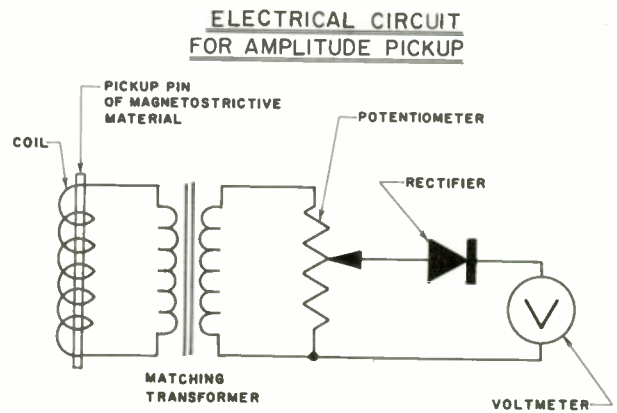 ELECTRICAL CIRCUIT
FOR AMPLITUDE PICKUP
PICKUP PIN
OF MAGNETOSTRICTIVE
MATERIAL
COIL
POTENTIOMETER
RECTIFIER
V
MATCHING
TRANSFORMER
VOLTMETER